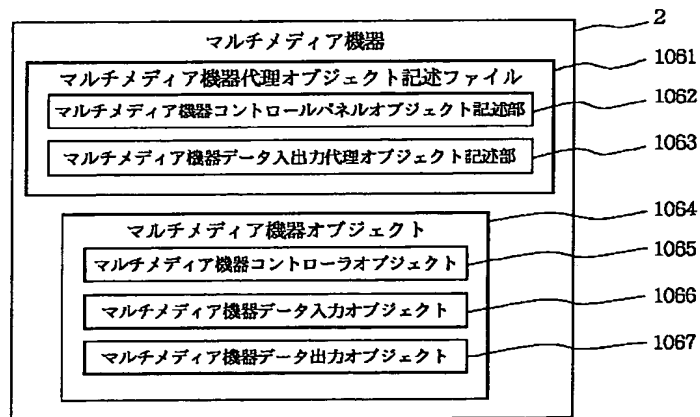 マルチメディア機器
2
マルチメディア機器代理オブジェクト記述ファイル
1061
マルチメディア機器コントロールパネルオブジェクト記述部
1062
マルチメディア機器データ入出力代理オブジェクト記述部
1063
マルチメディア機器オブジェクト
1064
マルチメディア機器コントローラオブジェクト
1065
マルチメディア機器データ入力オブジェクト
1066
マルチメディア機器データ出力オブジェクト
1067